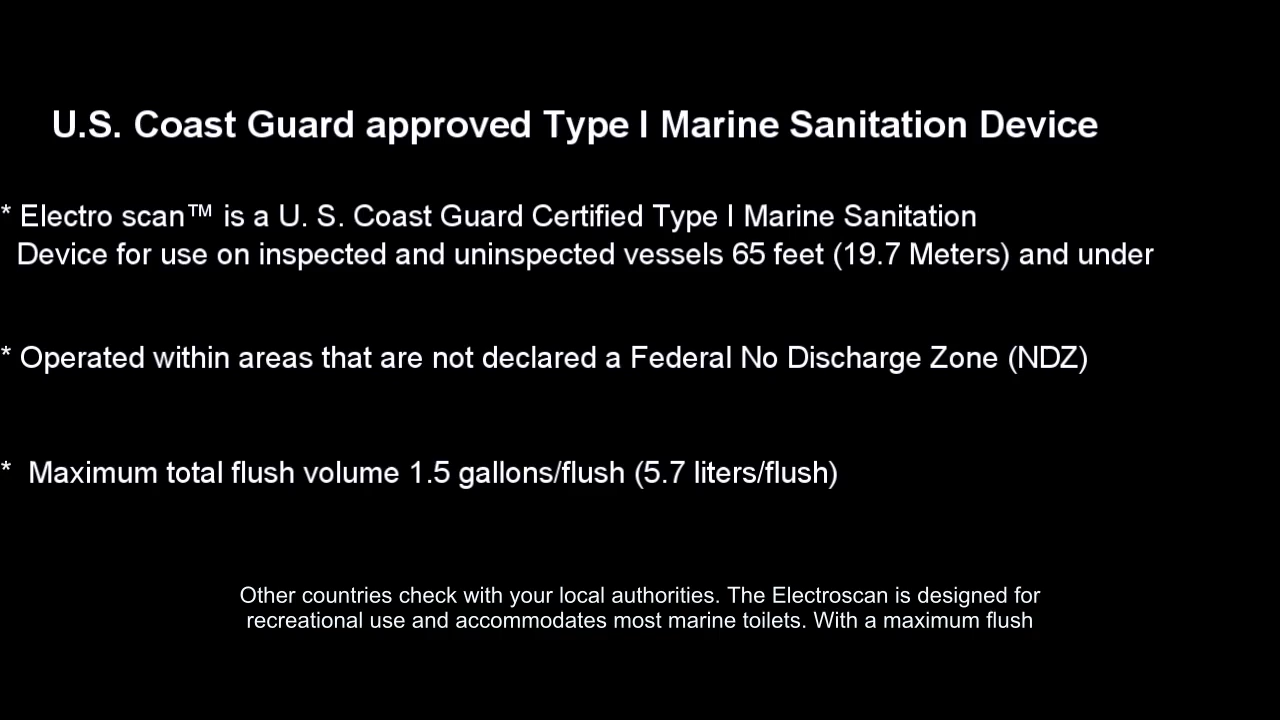 U.S. Coast Guard approved Type I Marine Sanitation Device
* Electro scan™ is a U. S. Coast Guard Certified Type I Marine Sanitation
Device for use on inspected and uninspected vessels 65 feet (19.7 Meters) and under
* Operated within areas that are not declared a Federal No Discharge Zone (NDZ)
* Maximum total flush volume 1.5 gallons/flush (5.7 liters/flush)
Other countries check with your local authorities. The Electroscan is designed for
recreational use and accommodates most marine toilets. With a maximum flush